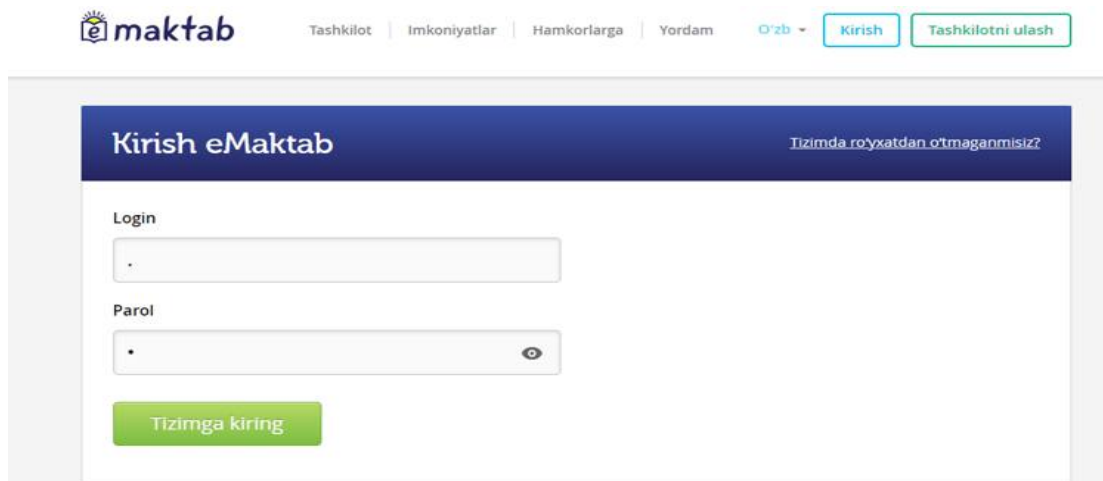 e maktab
Tashkilot Imkoniyatlar Hamkorlarga Yordam O'zb Kirish Tashkilotni ulash
Kirish eMaktab
Tizimda ro'yxatdan o'tmaganmisiz?
Login
.
Parol
•
Tizimga kiring